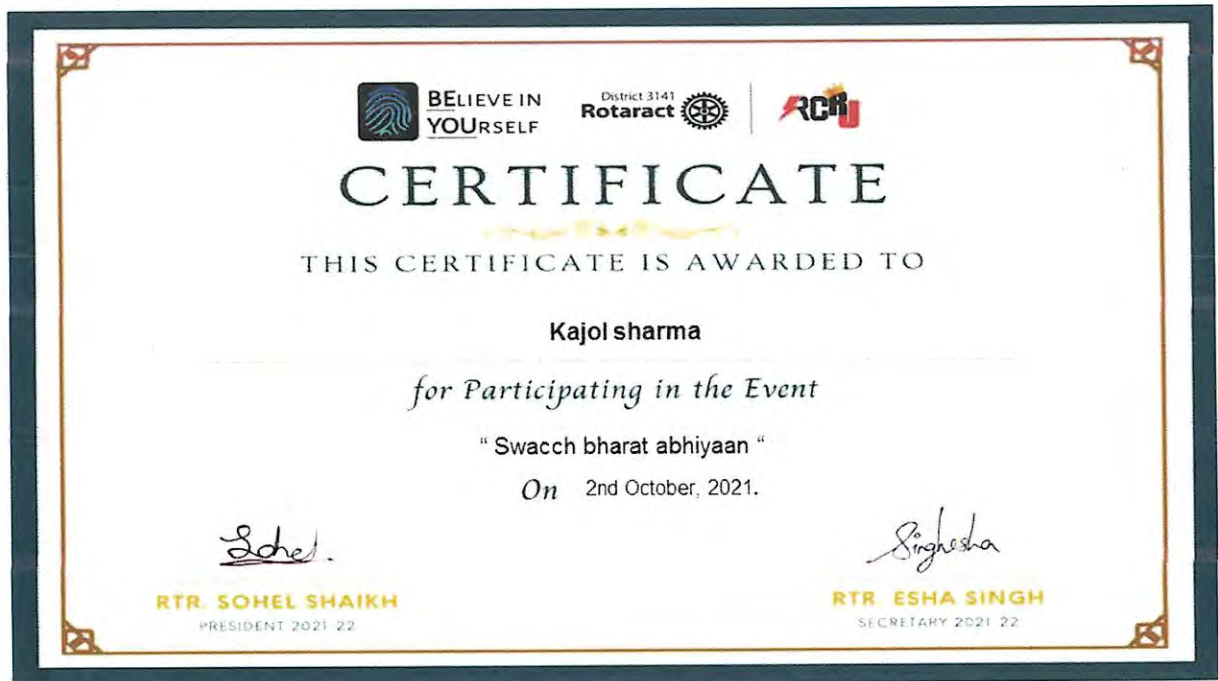 BELIEVE IN
YOURSELF
District 3141
Rotaract
RCRJ
CERTIFICATE
THIS CERTIFICATE IS AWARDED TO
Kajol sharma
for Participating in the Event
“ Swacch bharat abhiyaan “
On 2nd October, 2021.
Sohel.
Singhesha
RTR. SOHEL SHAIKH
PRESIDENT 2021-22
RTR. ESHA SINGH
SECRETARY 2021-22